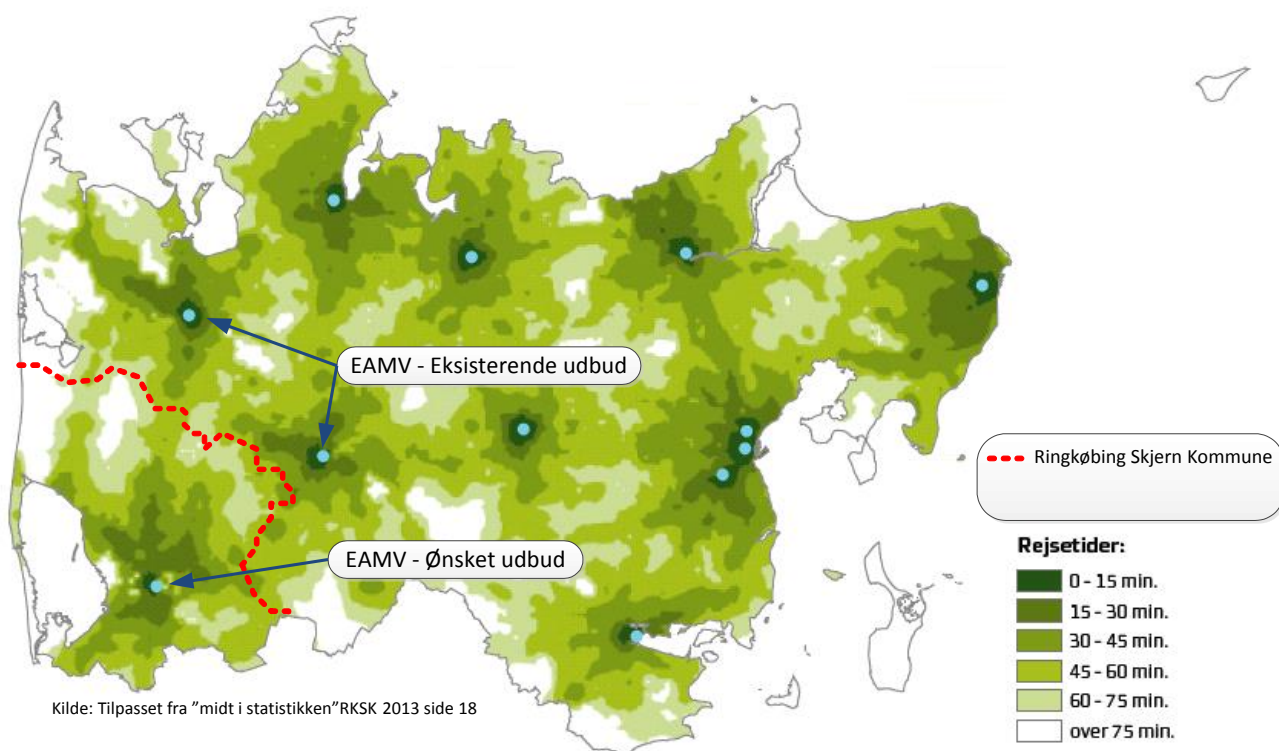 EAMV - Eksisterende udbud
Ringkøbing Skjern Kommune
EAMV - Ønsket udbud
Rejsetider:
0 - 15 min.
15 - 30 min.
30 - 45 min.
45 - 60 min.
60 - 75 min.
over 75 min.
Kilde: Tilpasset fra ”midt i statistikken”RKSK 2013 side 18